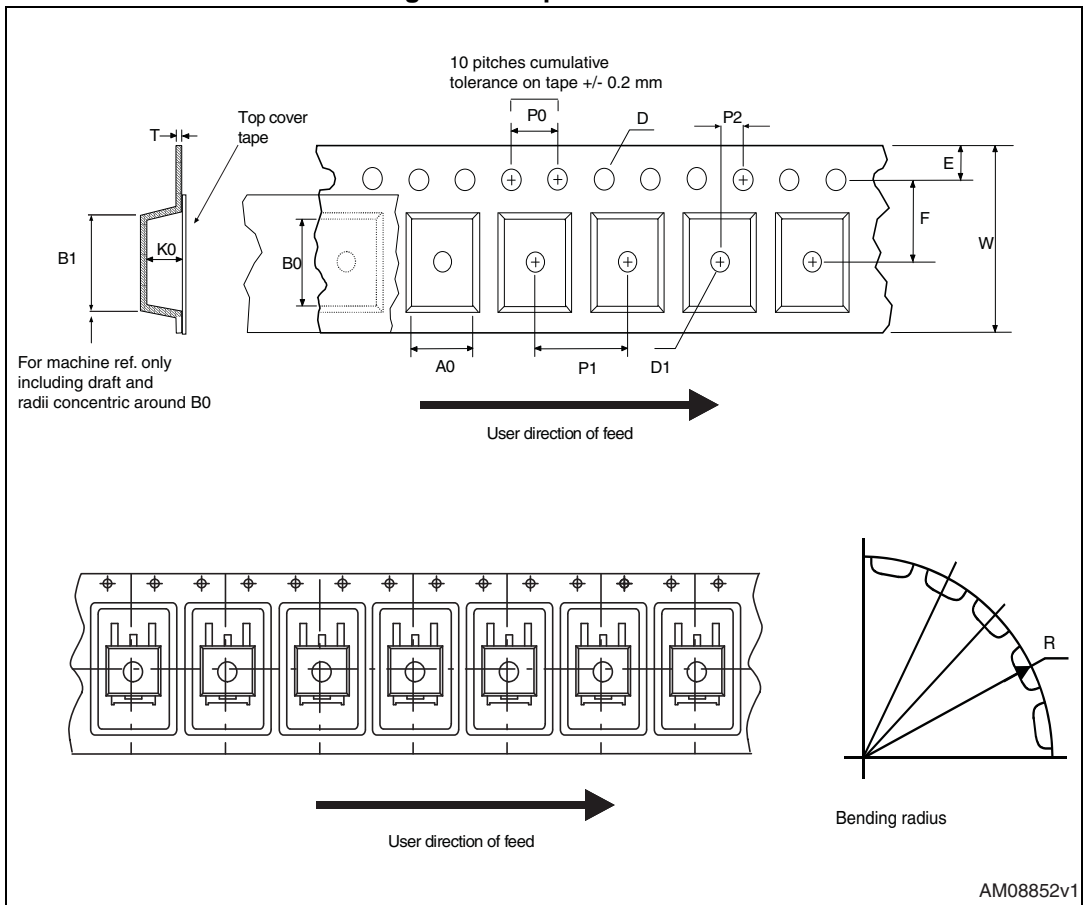 10 pitches cumulative
tolerance on tape +/- 0.2 mm
Top cover
tape
T
P0
D
P2
E
F
W
B1
K0
B0
For machine ref. only
including draft and
radii concentric around B0
A0
P1
D1
User direction of feed
R
Bending radius
User direction of feed
AM08852v1